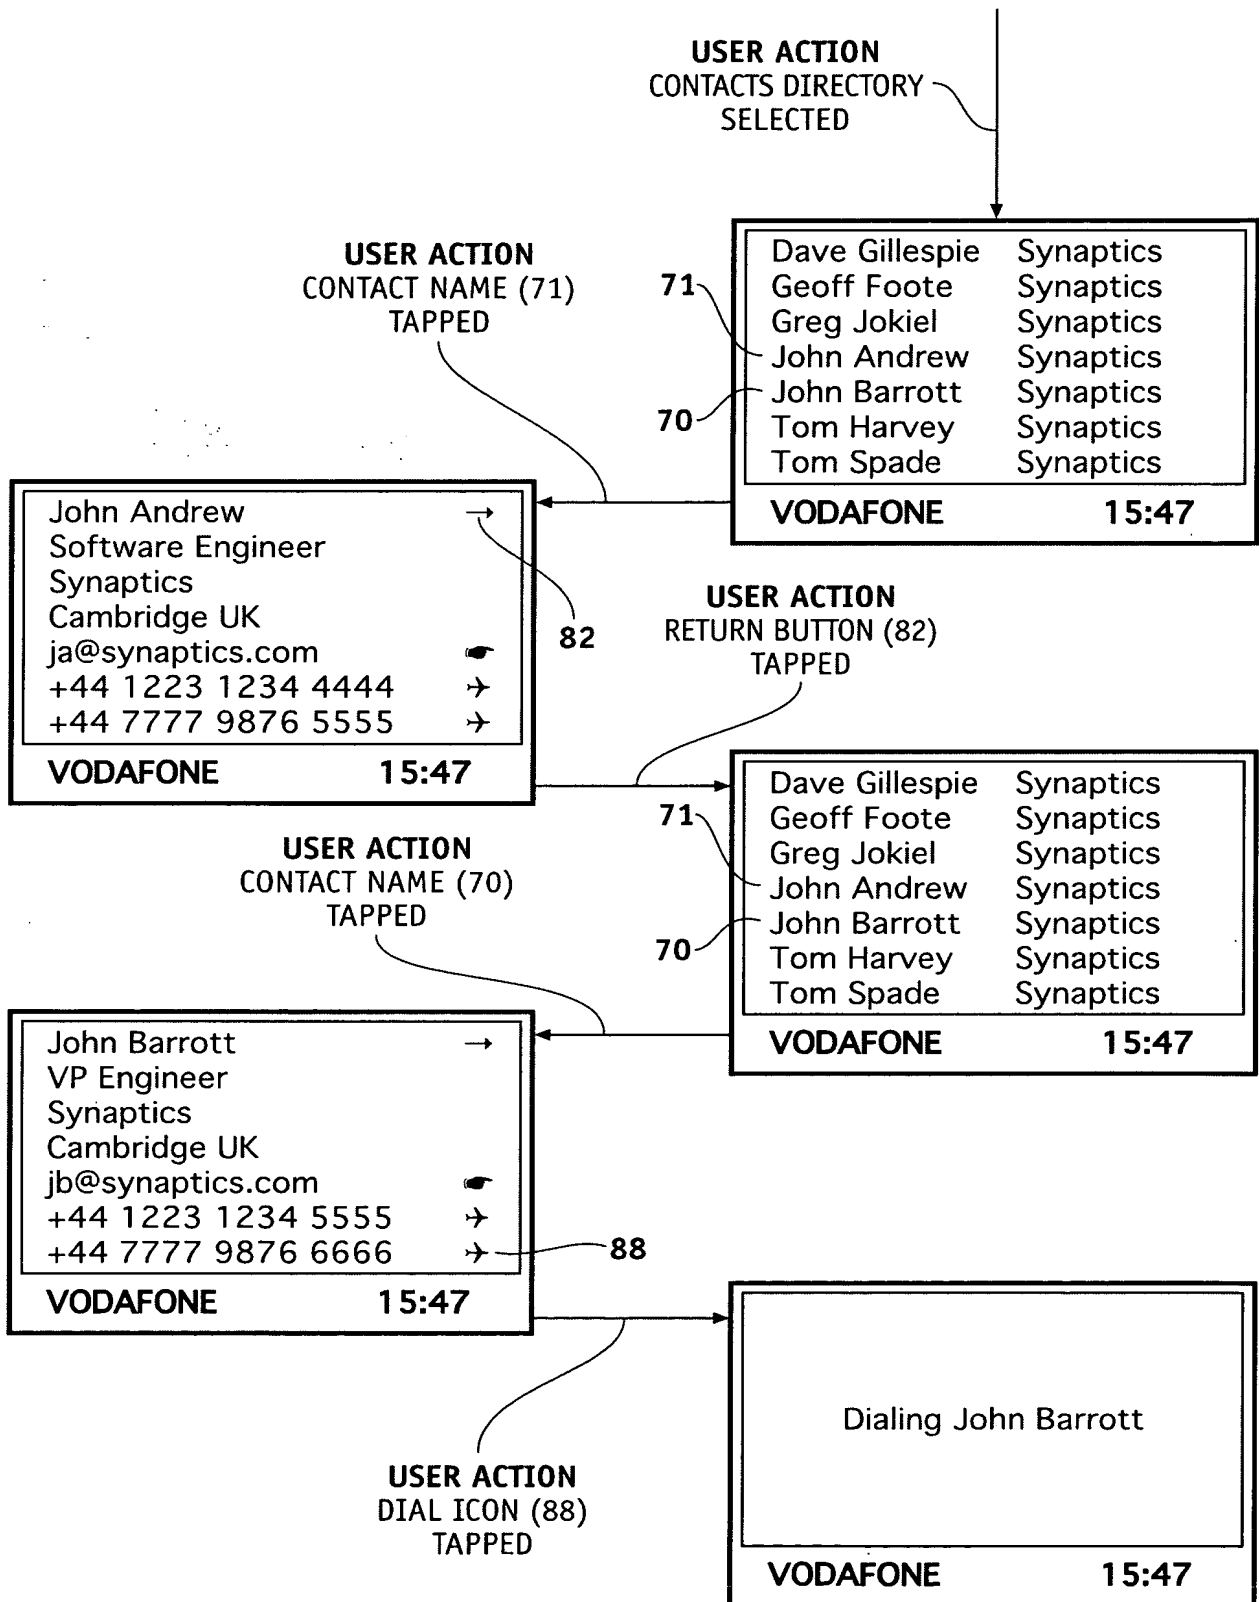 USER ACTION
CONTACTS DIRECTORY
SELECTED
USER ACTION
CONTACT NAME (71)
TAPPED
71
70
Dave Gillespie Synaptics
Geoff Foote Synaptics
Greg Jokiel Synaptics
John Andrew Synaptics
John Barrott Synaptics
Tom Harvey Synaptics
Tom Spade Synaptics
VODAFONE 15:47
John Andrew →
Software Engineer
Synaptics
Cambridge UK
ja@synaptics.com ☛
+44 1223 1234 4444 ✈
+44 7777 9876 5555 ✈
VODAFONE 15:47
82
USER ACTION
RETURN BUTTON (82)
TAPPED
71
70
Dave Gillespie Synaptics
Geoff Foote Synaptics
Greg Jokiel Synaptics
John Andrew Synaptics
John Barrott Synaptics
Tom Harvey Synaptics
Tom Spade Synaptics
VODAFONE 15:47
USER ACTION
CONTACT NAME (70)
TAPPED
John Barrott →
VP Engineer
Synaptics
Cambridge UK
jb@synaptics.com ☛
+44 1223 1234 5555 ✈
+44 7777 9876 6666 ✈
VODAFONE 15:47
88
USER ACTION
DIAL ICON (88)
TAPPED
Dialing John Barrott
VODAFONE 15:47